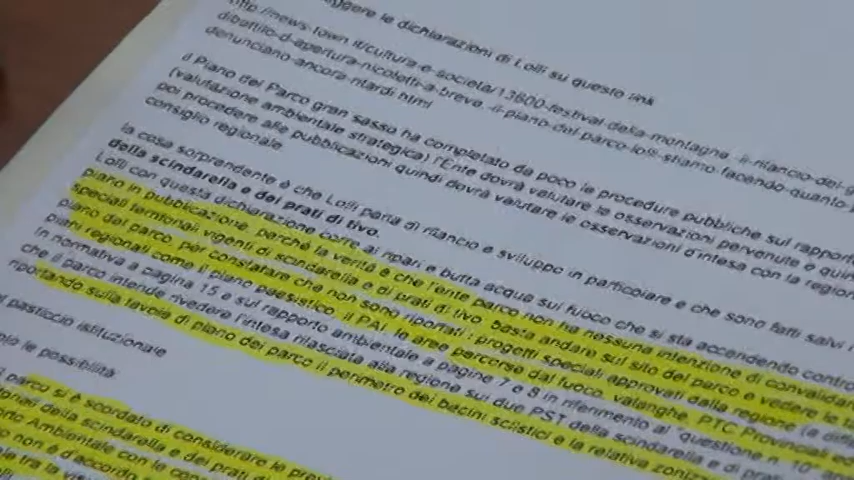 leggere le dichiarazioni di Lolli su questo link
http://news-town.it/cultura-e-societa/13800-festival-della-montagna,-il-rilancio-del-g
dibattito-d-apertura-nicoletti-a-breve-il-piano-del-parco-lolli-stiamo-facendo-quanto-
denunciano-ancora-ritardi.html
il Piano del Parco gran sasso ha completato da poco le procedure pubbliche sul rapporto
(valutazione ambientale strategica) l'Ente dovrà valutare le osservazioni pervenute e quin
poi procedere alle pubblicazioni quindi dovrà valutare le osservazioni d'intesa con la region
consiglio regionale
la cosa sorprendente è che Lolli parla di rilancio e sviluppo in particolare e che sono fatti salvi i
della scindarella e dei prati di tivo.
Lolli con questa dichiarazione corre ai ripari e butta acqua sul fuoco che si sta accendendo contro
piano in pubblicazione, perchè la verità è che l'ente parco non ha nessuna intenzione di convalida
speciali territoriali vigenti di scindarella e di prati di tivo, basta andare sul sito del parco e vedere le
del parco, per constatare che non sono riportati i progetti speciali approvati dalla regione
piani regionali come il piano paesistico, il PAI, le aree percorse dal fuoco, valanghe, PTC Provinciale
in normativa a pagina 15 e sul rapporto ambientale a pagine 7 e 8 in riferimento al "questione n 10
che il parco intende rivedere l'intesa rilasciata alla regione sui due PST della scindarella e di prat
riportando sulla tavola di piano del parco il perimetro dei bacini sciistici e la relativa zonizz
pasticcio istituzionale
le possibilità
parco si è scordato di considerare le pre
della scindarella e dei prati di
Ambientale con le con
non è d'accordo
tra la